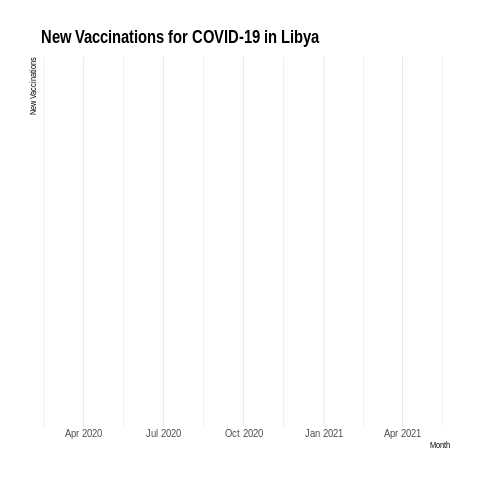 New Vaccinations for COVID-19 in Libya
New Vaccinations
Apr 2020 Jul 2020 Oct 2020 Jan 2021 Apr 2021
Month